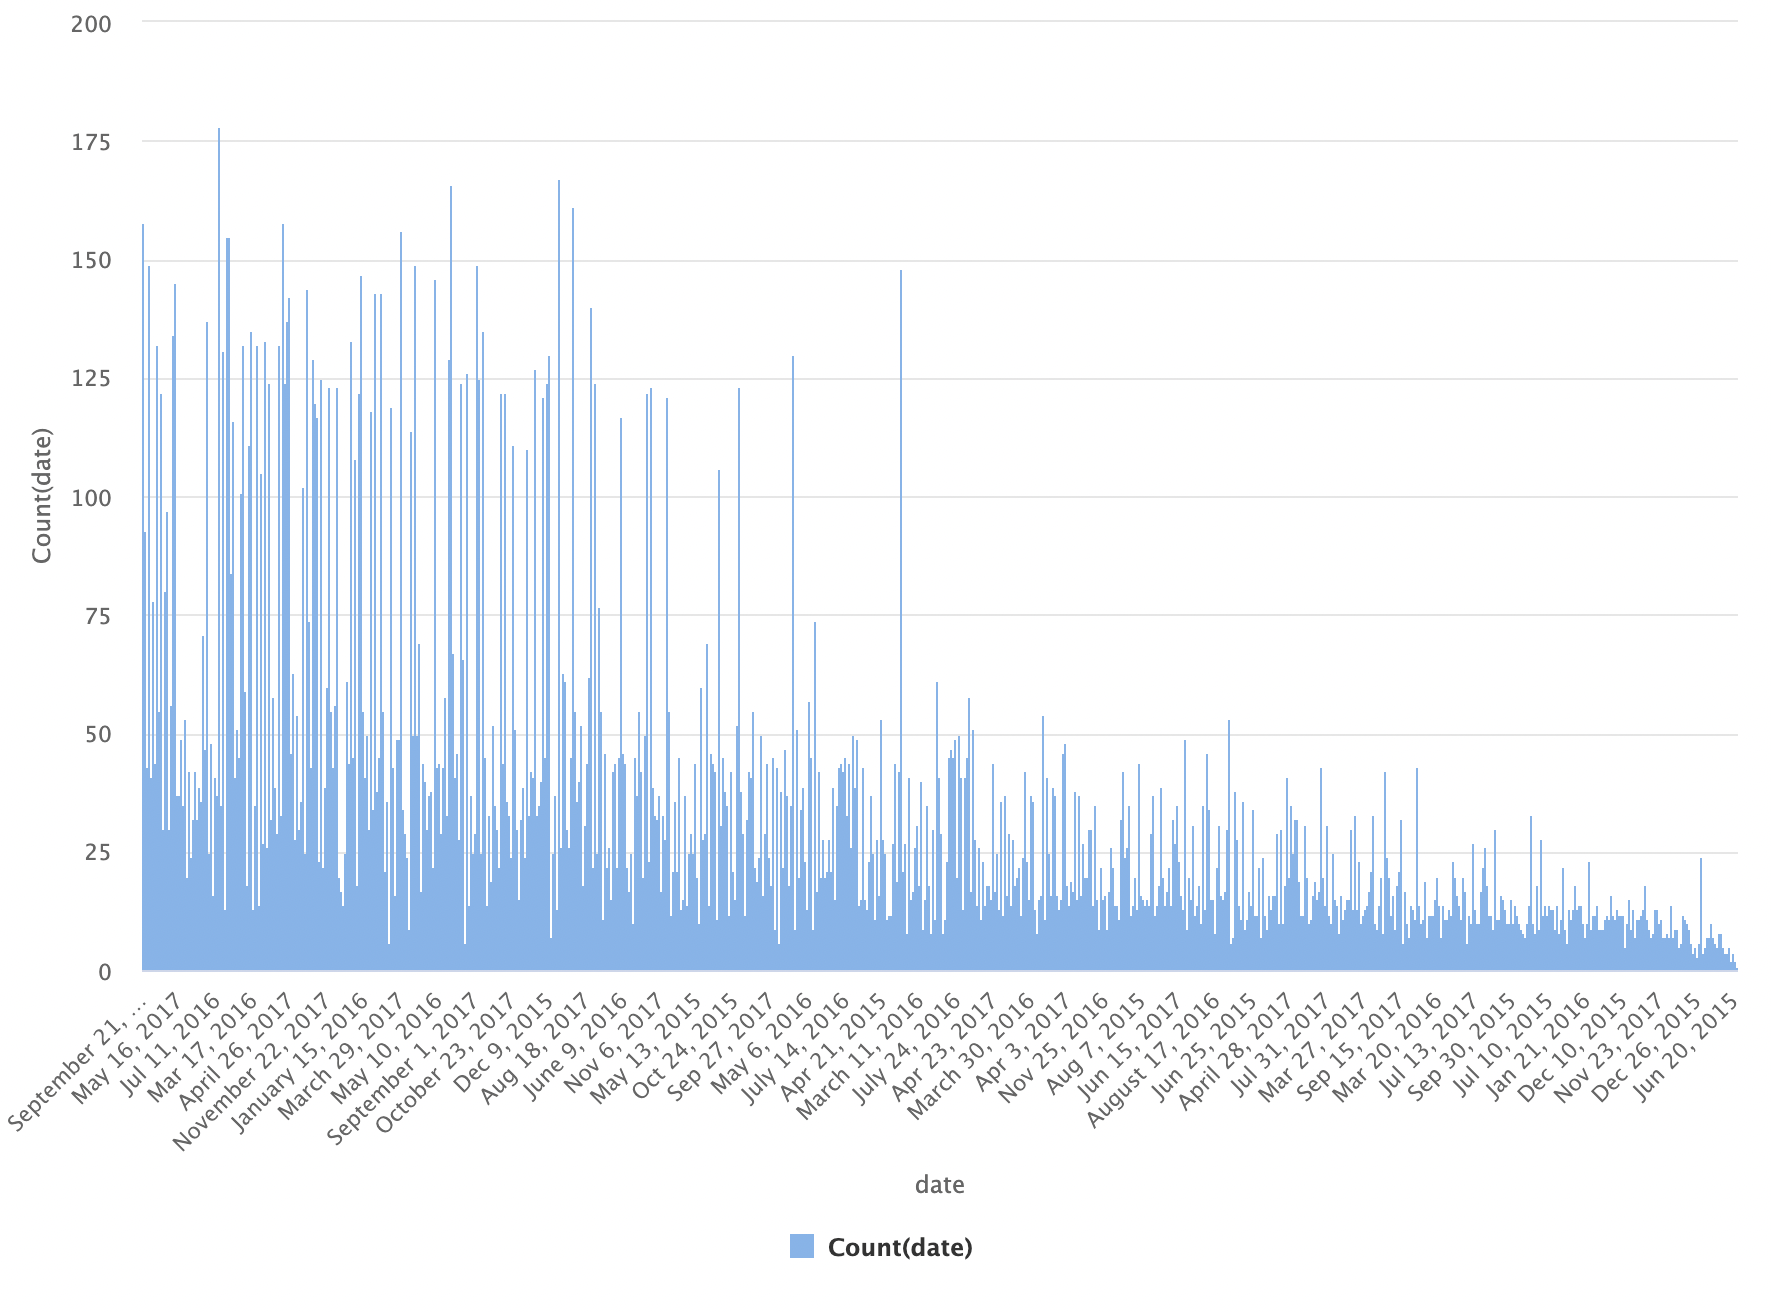 200
175
150
125
100
75
50
25
0
Count(date)
September 21, ...
May 16, 2017
Jul 11, 2016
Mar 17, 2016
April 26, 2017
November 22, 2017
January 15, 2016
March 29, 2017
May 10, 2016
September 1, 2017
October 23, 2017
Dec 9, 2015
Aug 18, 2017
June 9, 2016
Nov 6, 2017
May 13, 2015
Oct 24, 2015
Sep 27, 2017
May 6, 2016
July 14, 2016
Apr 21, 2015
March 11, 2016
July 24, 2016
Apr 23, 2017
March 30, 2016
Apr 3, 2017
Nov 25, 2016
Aug 7, 2015
Jun 15, 2017
August 17, 2016
Jun 25, 2015
April 28, 2017
Jul 31, 2017
Mar 27, 2017
Sep 15, 2017
Mar 20, 2016
Jul 13, 2017
Sep 30, 2015
Jul 10, 2015
Jan 21, 2016
Dec 10, 2015
Nov 23, 2017
Dec 26, 2015
Jun 20, 2015
date
Count(date)